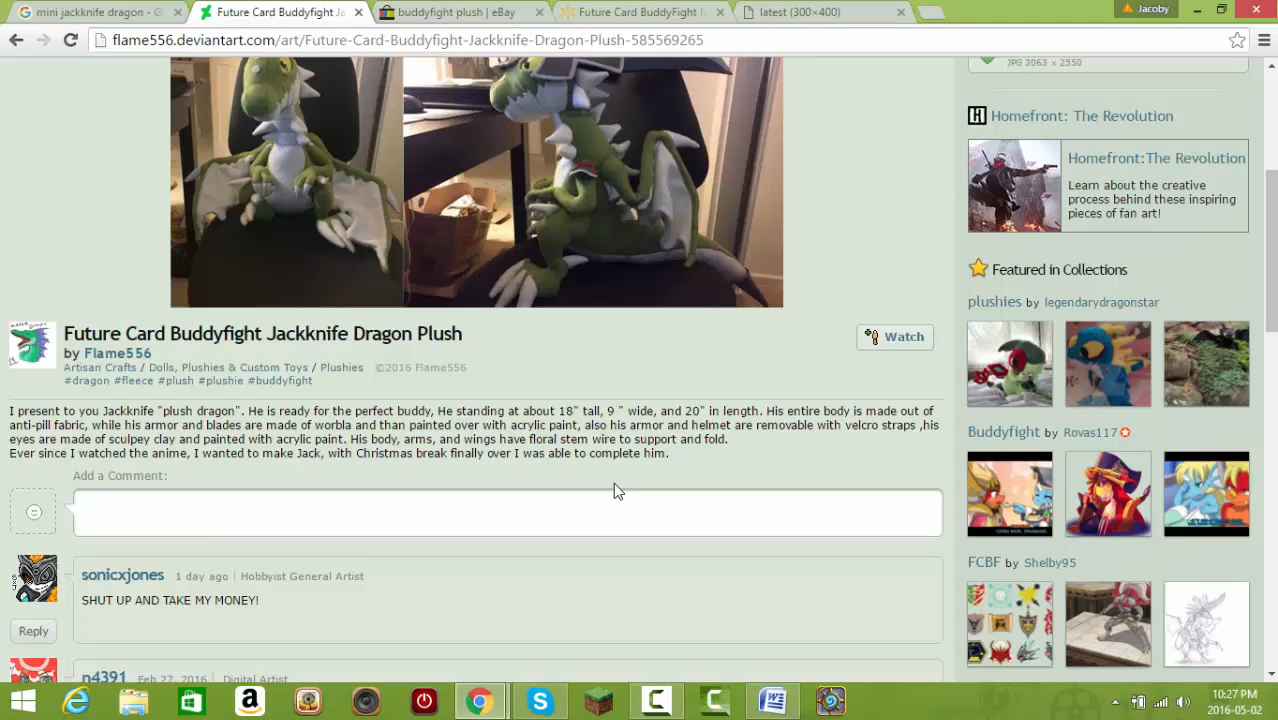 mini jackknife dragon - G
Future Card Buddyfight Ja
buddyfight plush | eBay
Future Card BuddyFight I
latest (300×400)
Jacoby
flame556.deviantart.com/art/Future-Card-Buddyfight-Jackknife-Dragon-Plush-585569265
JPG 3063 × 2550
Homefront: The Revolution
Homefront:The Revolution
Learn about the creative
process behind these inspiring
pieces of fan art!
Featured in Collections
plushies by legendarydragonstar
Future Card Buddyfight Jackknife Dragon Plush
by Flame556
Watch
Artisan Crafts / Dolls, Plushies & Custom Toys / Plushies ©2016 Flame556
#dragon #fleece #plush #plushie #buddyfight
I present to you Jackknife "plush dragon". He is ready for the perfect buddy, He standing at about 18" tall, 9 " wide, and 20" in length. His entire body is made out of
anti-pill fabric, while his armor and blades are made of worbla and than painted over with acrylic paint, also his armor and helmet are removable with velcro straps ,his
eyes are made of sculpey clay and painted with acrylic paint. His body, arms, and wings have floral stem wire to support and fold.
Ever since I watched the anime, I wanted to make Jack, with Christmas break finally over I was able to complete him.
Buddyfight by Rovas117
Add a Comment:
FCBF by Shelby95
sonicxjones 1 day ago | Hobbyist General Artist
SHUT UP AND TAKE MY MONEY!
Reply
n4391 Feb 27, 2016 | Digital Artist
10:27 PM
2016-05-02